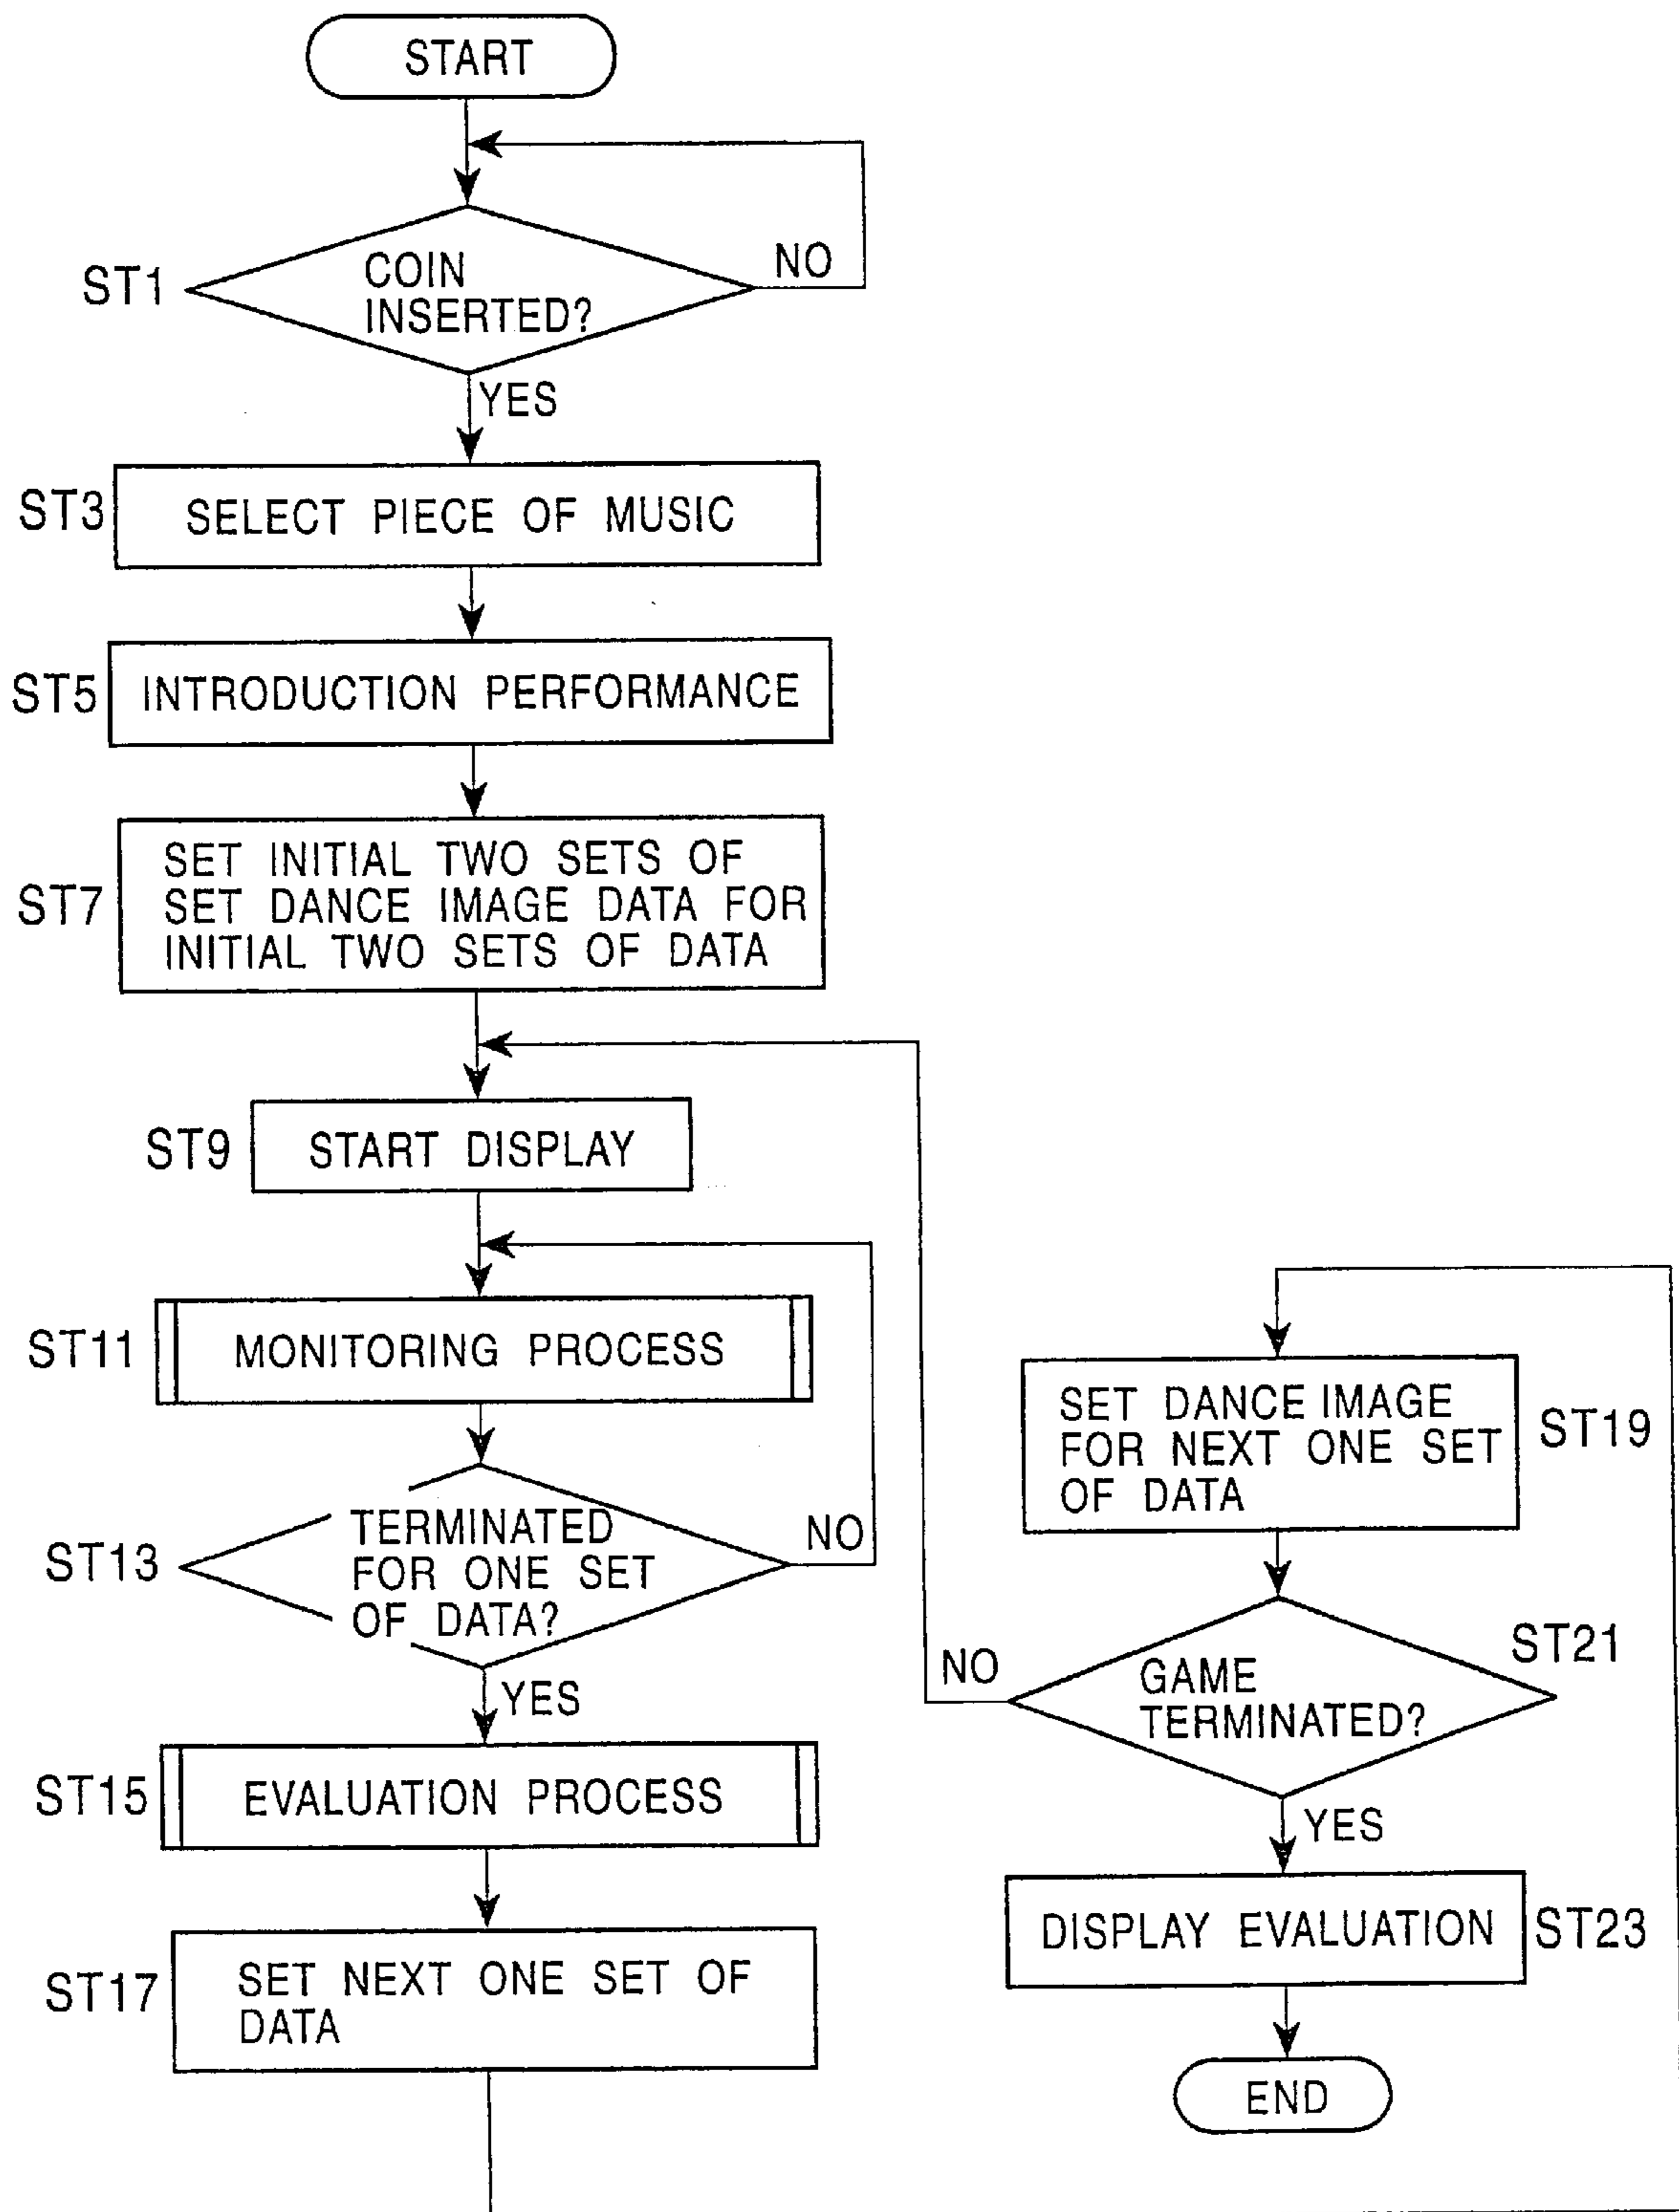 START
ST1
COIN
INSERTED?
NO
YES
ST3
SELECT PIECE OF MUSIC
ST5
INTRODUCTION PERFORMANCE
ST7
SET INITIAL TWO SETS OF
SET DANCE IMAGE DATA FOR
INITIAL TWO SETS OF DATA
ST9
START DISPLAY
ST11
MONITORING PROCESS
ST13
TERMINATED
FOR ONE SET
OF DATA?
NO
YES
ST15
EVALUATION PROCESS
ST17
SET NEXT ONE SET OF
DATA
SET DANCE IMAGE
FOR NEXT ONE SET
OF DATA
ST19
ST21
GAME
TERMINATED?
NO
YES
DISPLAY EVALUATION
ST23
END